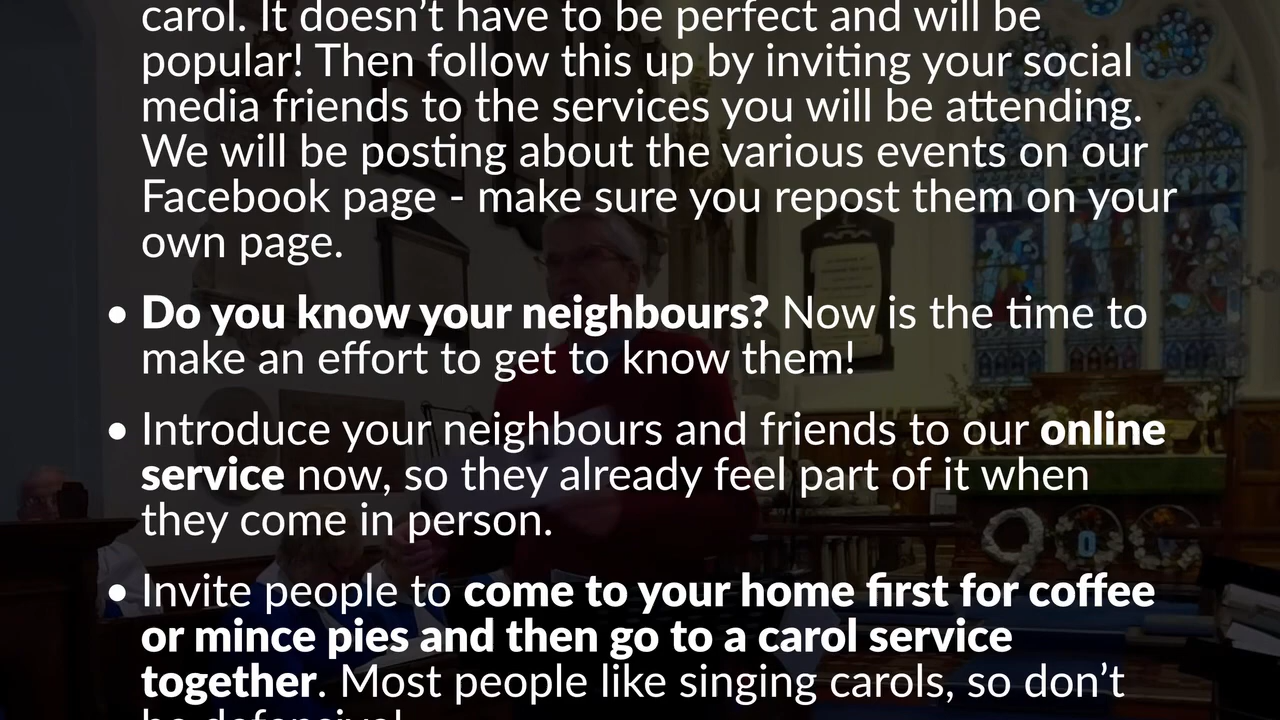 carol. It doesn’t have to be perfect and will be
popular! Then follow this up by inviting your social
media friends to the services you will be attending.
We will be posting about the various events on our
Facebook page - make sure you repost them on your
own page.
• Do you know your neighbours? Now is the time to
make an effort to get to know them!
• Introduce your neighbours and friends to our online
service now, so they already feel part of it when
they come in person.
• Invite people to come to your home first for coffee
or mince pies and then go to a carol service
together. Most people like singing carols, so don’t
be defensive!